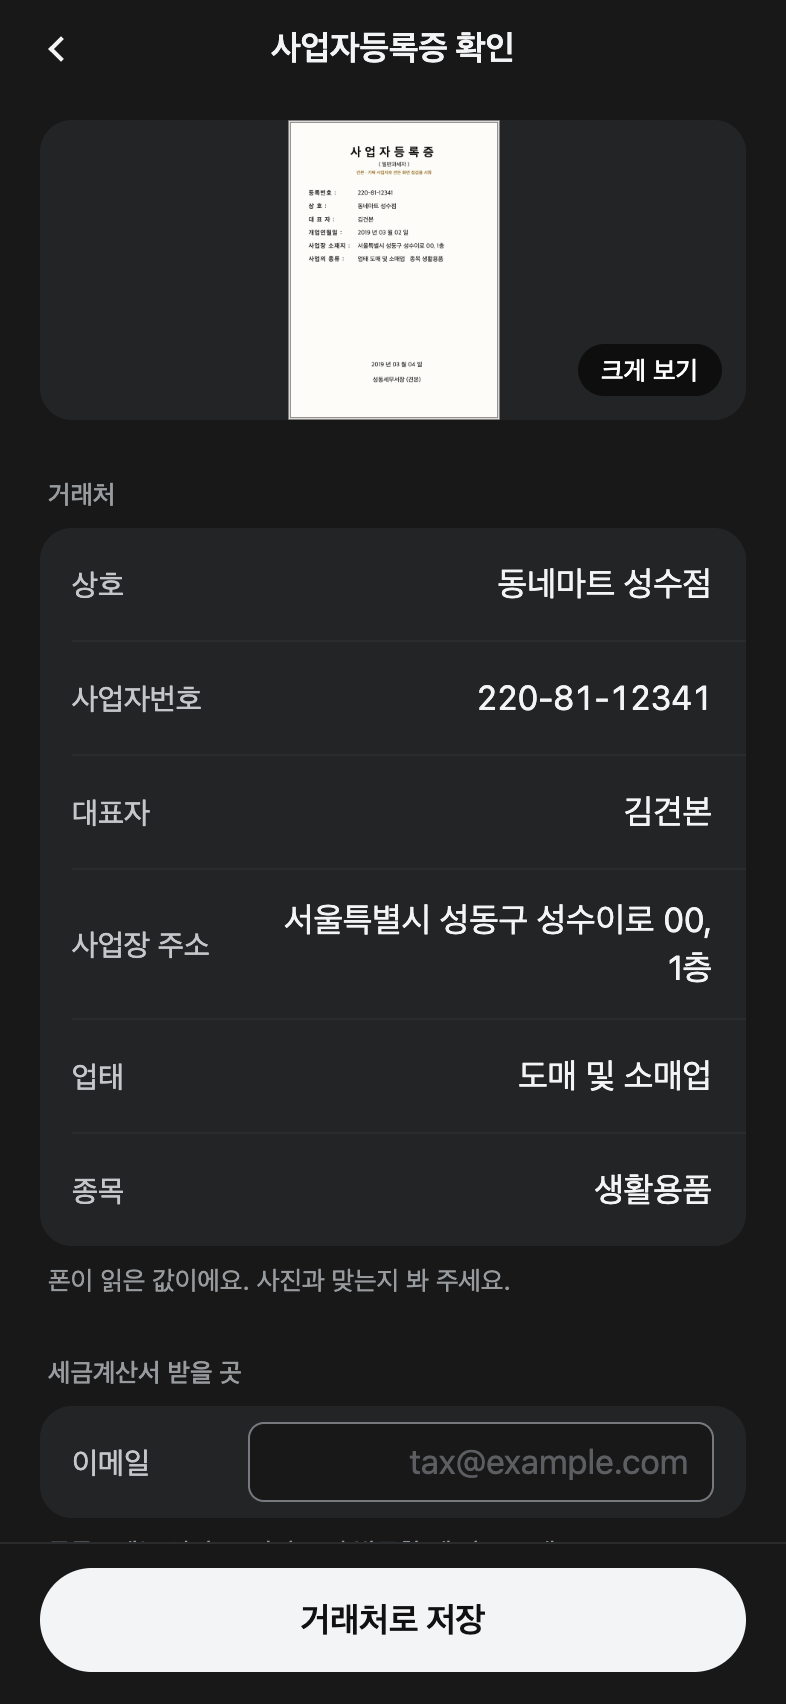 사업자등록증 확인
사업자등록증
( 일반과세자 )
등록번호 : 220-81-12341
상 호 : 동네마트 성수점
대 표 자 : 김견본
개업연월일 : 2019 년 03 월 02 일
사업장 소재지 : 서울특별시 성동구 성수이로 00, 1층
사업의 종류 : 업태 도매 및 소매업 종목 생활용품
2019 년 03 월 04 일
성동세무서장 (견본)
크게 보기
거래처
상호 동네마트 성수점
사업자번호 220-81-12341
대표자 김견본
사업장 주소 서울특별시 성동구 성수이로 00,
1층
업태 도매 및 소매업
종목 생활용품
폰이 읽은 값이에요. 사진과 맞는지 봐 주세요.
세금계산서 받을 곳
이메일 tax@example.com
거래처로 저장